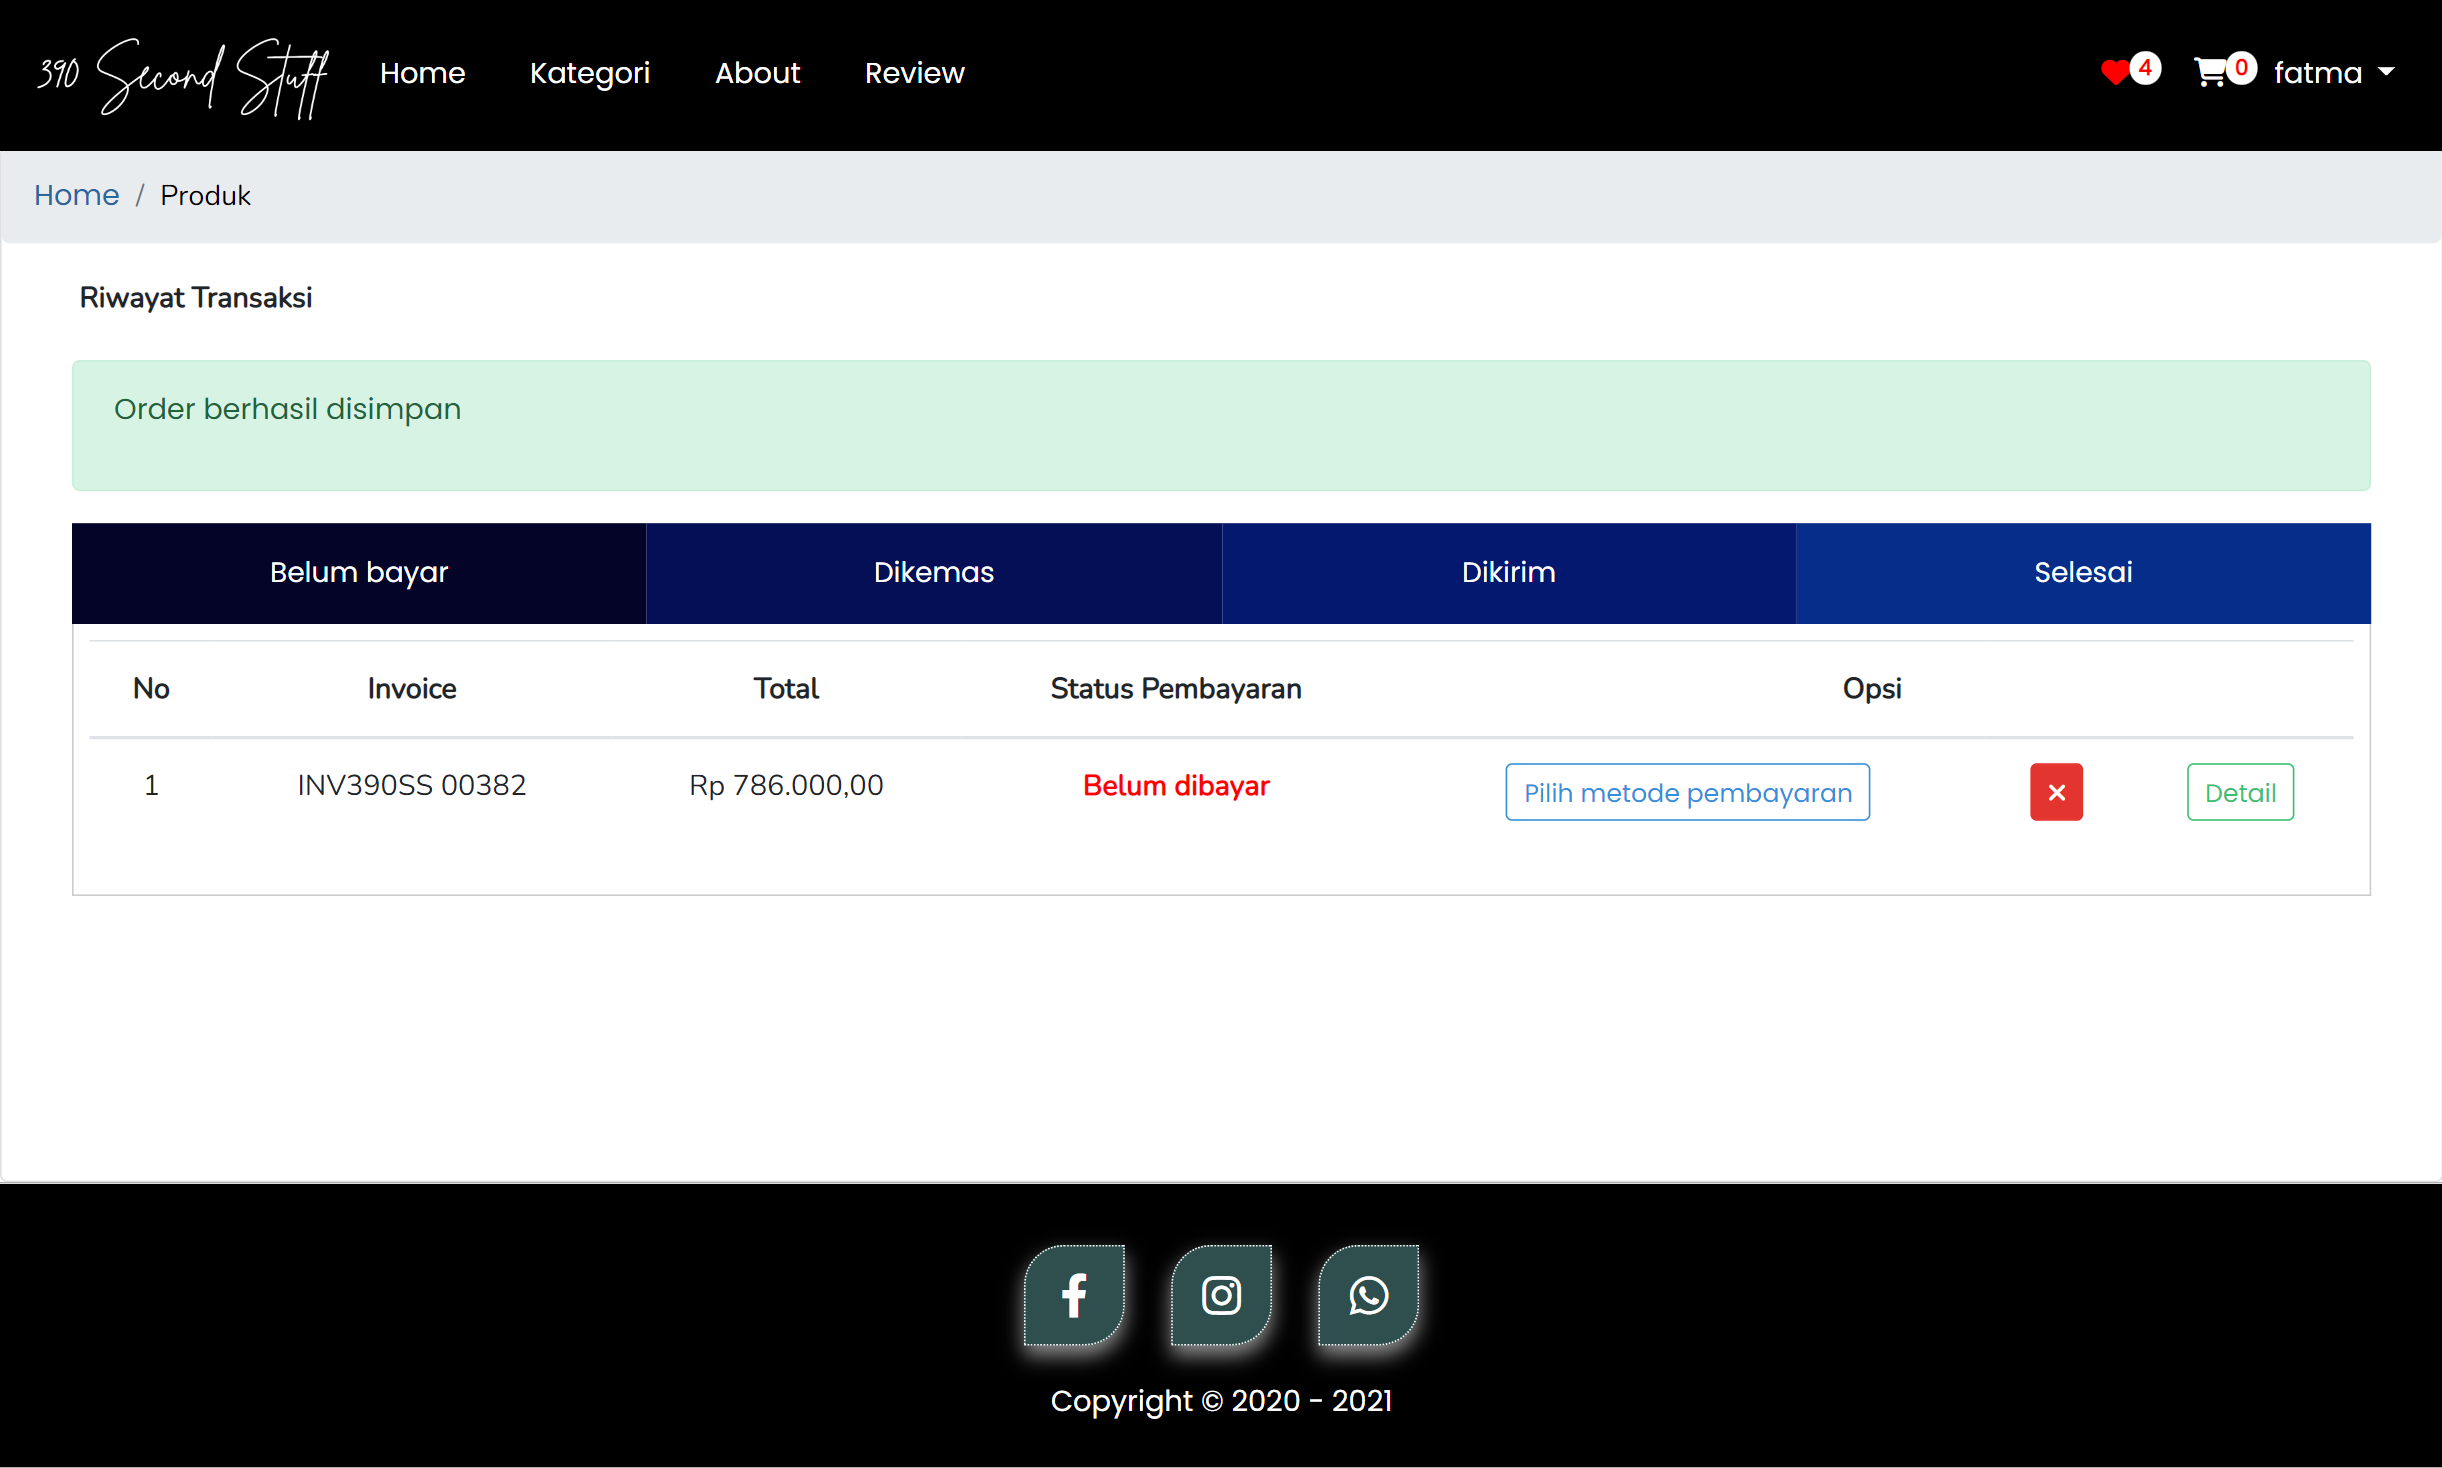 390 Second Stuff Home Kategori About Review 4 0 fatma
Home / Produk
Riwayat Transaksi
Order berhasil disimpan
Belum bayar Dikemas Dikirim Selesai
No Invoice Total Status Pembayaran Opsi
1 INV390SS 00382 Rp 786.000,00 Belum dibayar Pilih metode pembayaran × Detail
Copyright © 2020 - 2021